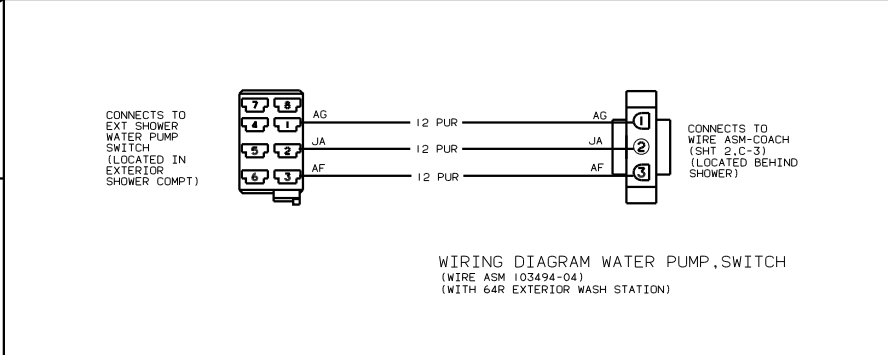 CONNECTS TO
EXT SHOWER
WATER PUMP
SWITCH
(LOCATED IN
EXTERIOR
SHOWER COMPT)
7 8
4 1
5 2
6 3
AG 12 PUR AG
JA 12 PUR JA
AF 12 PUR AF
1
2
3
CONNECTS TO
WIRE ASM-COACH
(SHT 2,C-3)
(LOCATED BEHIND
SHOWER)
WIRING DIAGRAM WATER PUMP,SWITCH
(WIRE ASM 103494-04)
(WITH 64R EXTERIOR WASH STATION)